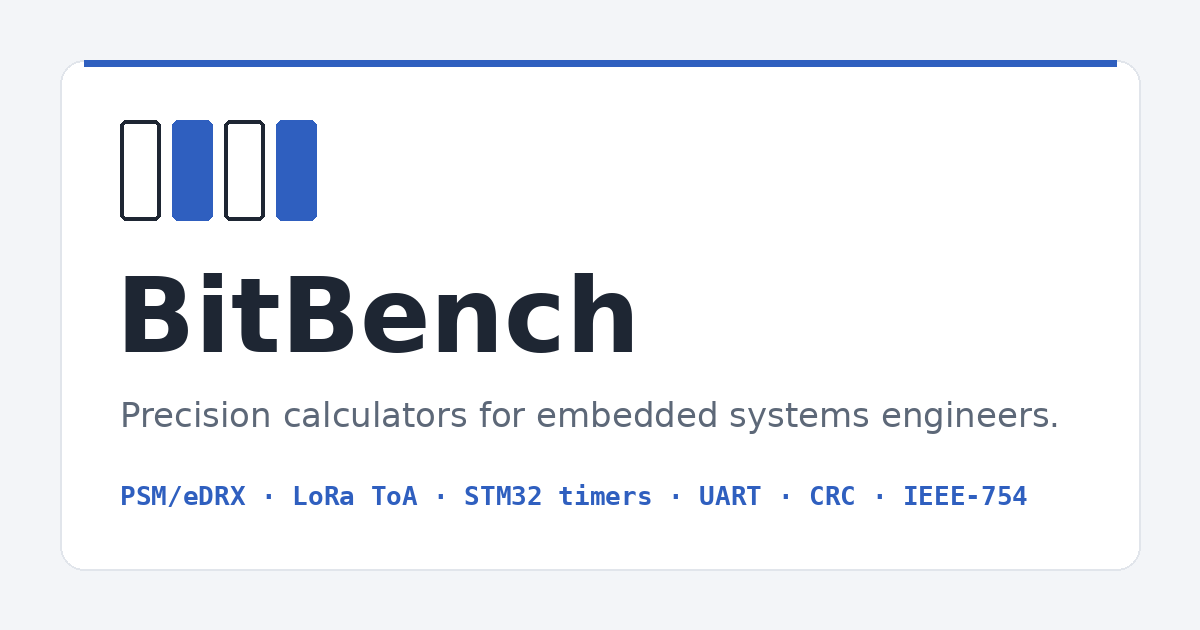 BitBench
Precision calculators for embedded systems engineers.
PSM/eDRX · LoRa ToA · STM32 timers · UART · CRC · IEEE-754